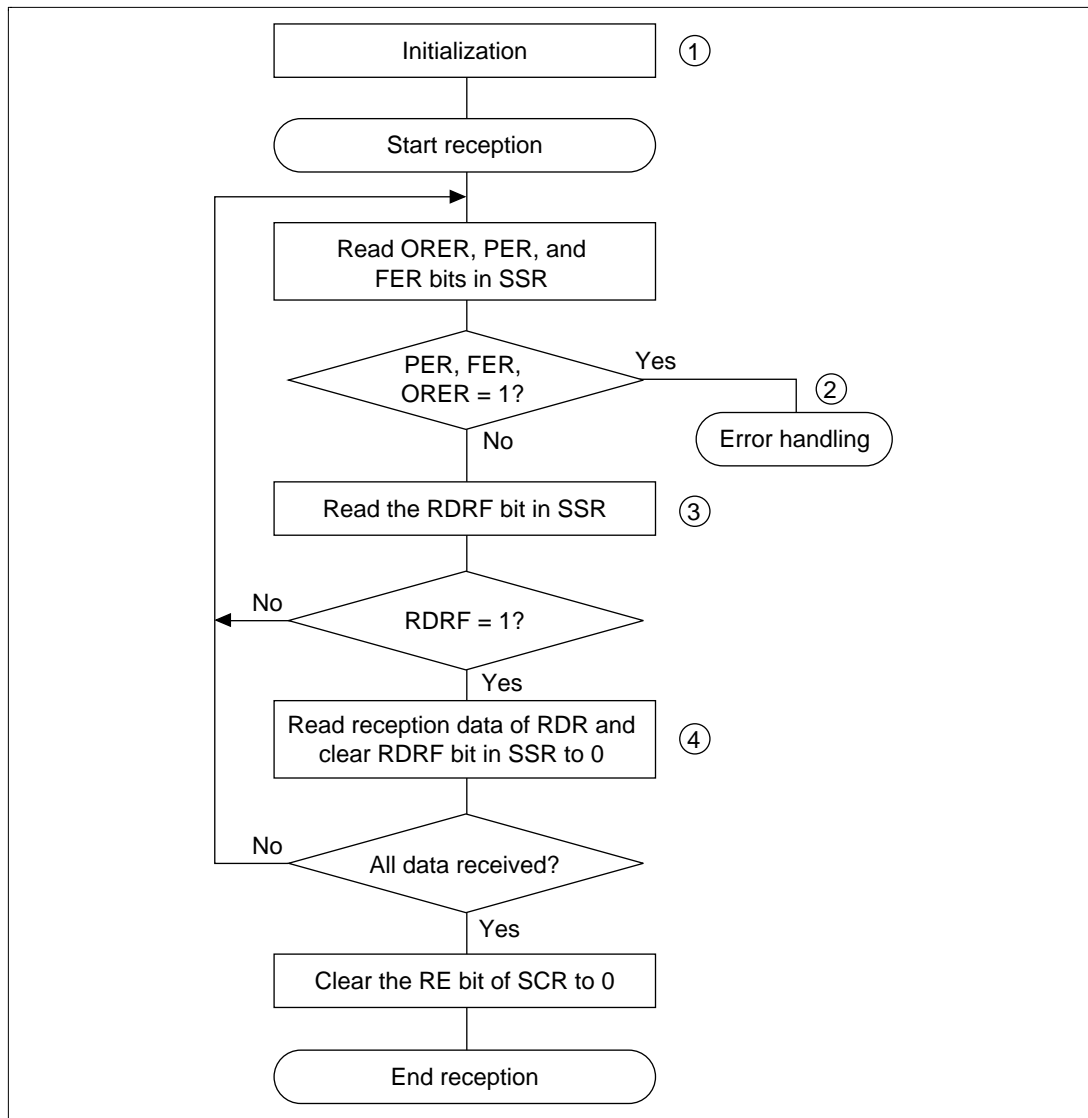 Initialization
①
Start reception
Read ORER, PER, and
FER bits in SSR
PER, FER,
ORER = 1?
Yes
②
Error handling
No
Read the RDRF bit in SSR
③
No
RDRF = 1?
Yes
Read reception data of RDR and
clear RDRF bit in SSR to 0
④
No
All data received?
Yes
Clear the RE bit of SCR to 0
End reception